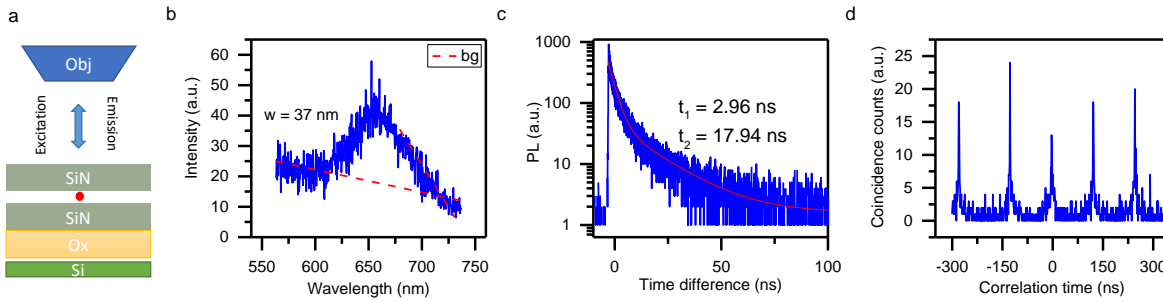 a
Obj
Excitation
Emission
SiN
SiN
Ox
Si
b
Intensity (a.u.)
60
50
40
30
20
10
0
bg
w = 37 nm
550
600
650
700
750
Wavelength (nm)
c
PL (a.u.)
1000
100
10
1
t1 = 2.96 ns
t2 = 17.94 ns
0
50
100
Time difference (ns)
d
Coincidence counts (a.u.)
25
20
15
10
5
0
-300
-150
0
150
300
Correlation time (ns)